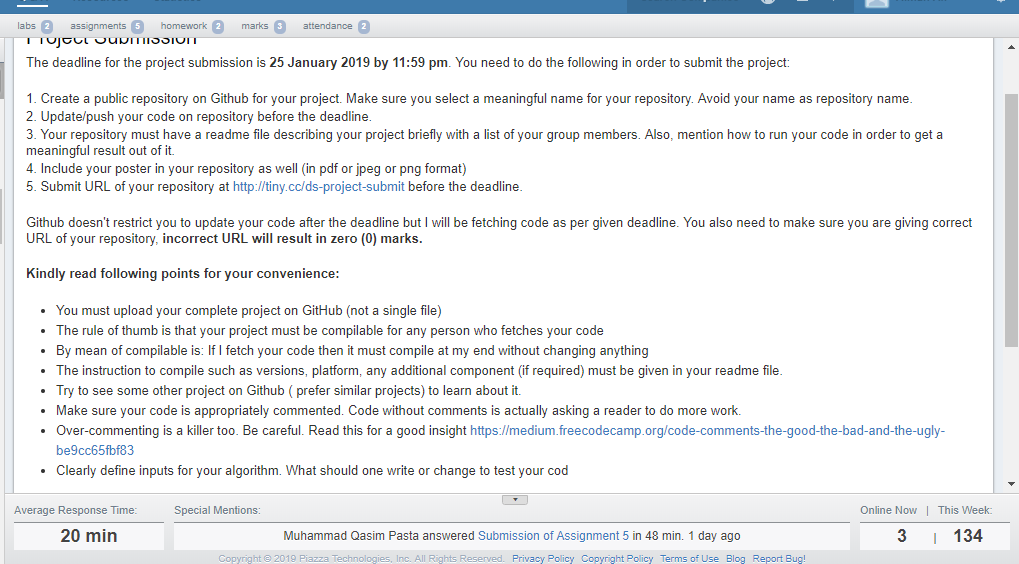 labs 2 assignments 5 homework 2 marks 3 attendance 2
Project Submission
The deadline for the project submission is 25 January 2019 by 11:59 pm. You need to do the following in order to submit the project:
1. Create a public repository on Github for your project. Make sure you select a meaningful name for your repository. Avoid your name as repository name.
2. Update/push your code on repository before the deadline.
3. Your repository must have a readme file describing your project briefly with a list of your group members. Also, mention how to run your code in order to get a
meaningful result out of it.
4. Include your poster in your repository as well (in pdf or jpeg or png format)
5. Submit URL of your repository at http://tiny.cc/ds-project-submit before the deadline.
Github doesn't restrict you to update your code after the deadline but I will be fetching code as per given deadline. You also need to make sure you are giving correct
URL of your repository, incorrect URL will result in zero (0) marks.
Kindly read following points for your convenience:
• You must upload your complete project on GitHub (not a single file)
• The rule of thumb is that your project must be compilable for any person who fetches your code
• By mean of compilable is: If I fetch your code then it must compile at my end without changing anything
• The instruction to compile such as versions, platform, any additional component (if required) must be given in your readme file.
• Try to see some other project on Github ( prefer similar projects) to learn about it.
• Make sure your code is appropriately commented. Code without comments is actually asking a reader to do more work.
• Over-commenting is a killer too. Be careful. Read this for a good insight https://medium.freecodecamp.org/code-comments-the-good-the-bad-and-the-ugly-
be9cc65fbf83
• Clearly define inputs for your algorithm. What should one write or change to test your cod
Average Response Time: Special Mentions: Online Now | This Week:
20 min Muhammad Qasim Pasta answered Submission of Assignment 5 in 48 min. 1 day ago 3 | 134
Copyright © 2019 Piazza Technologies, Inc. All Rights Reserved. Privacy Policy Copyright Policy Terms of Use Blog Report Bug!